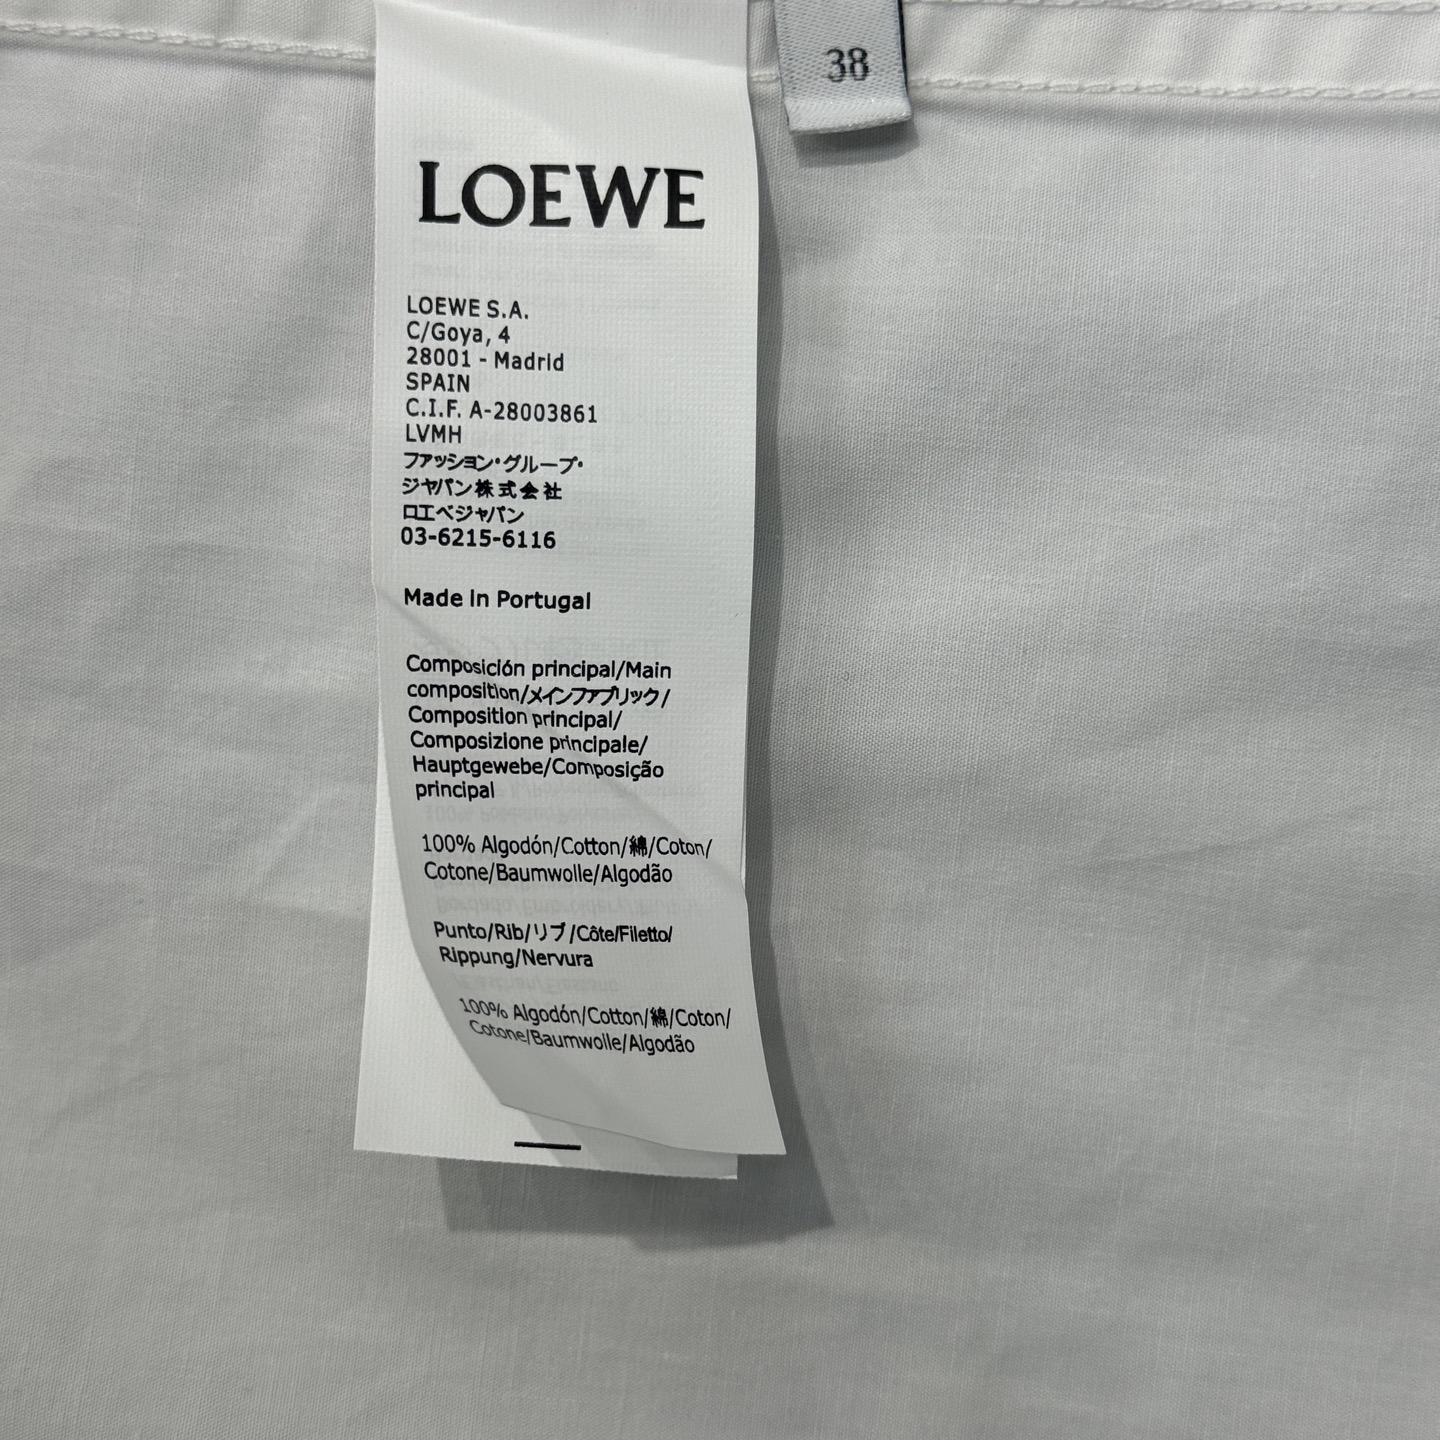 38
LOEWE
LOEWE S.A.
C/Goya, 4
28001 - Madrid
SPAIN
C.I.F. A-28003861
LVMH
ファッション・グループ・
ジャパン株式会社
ロエベジャパン
03-6215-6116
Made in Portugal
Composición principal/Main
composition/メインファブリック/
Composition principal/
Composizione principale/
Hauptgewebe/Composição
principal
100% Algodón/Cotton/綿/Coton/
Cotone/Baumwolle/Algodão
Punto/Rib/リブ/Côte/Filetto/
Rippung/Nervura
100% Algodón/Cotton/綿/Coton/
Cotone/Baumwolle/Algodão